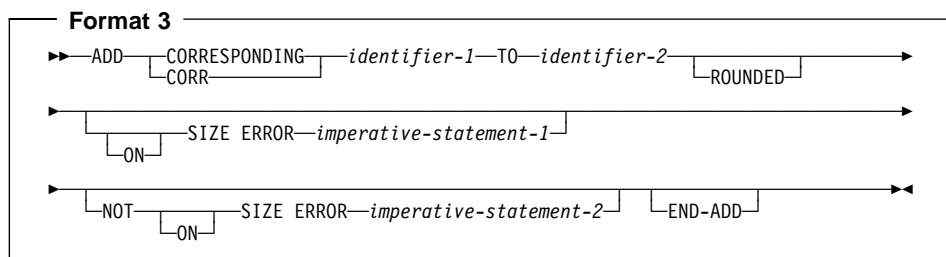 Format 3
ADD CORRESPONDING identifier-1 TO identifier-2
CORR ROUNDED
SIZE ERROR imperative-statement-1
ON
NOT SIZE ERROR imperative-statement-2 END-ADD
ON